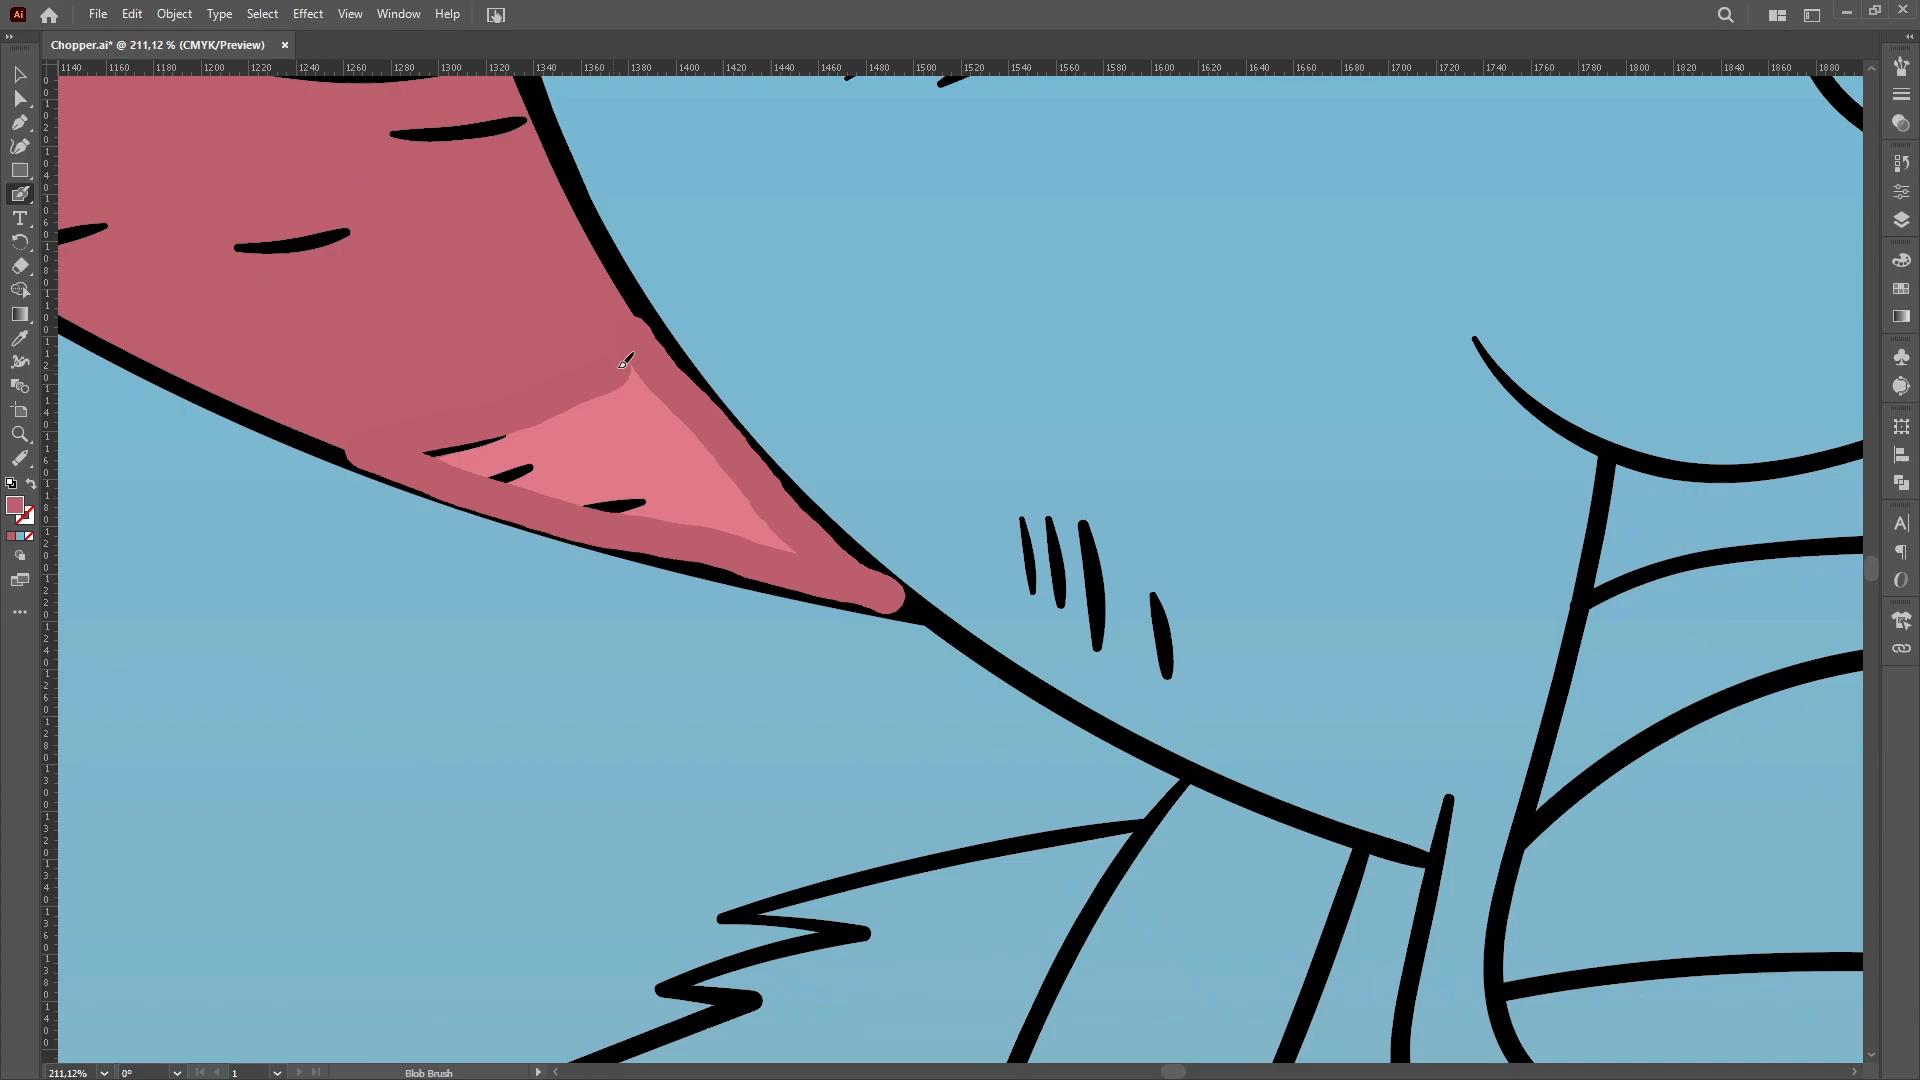 Ai File Edit Object Type Select Effect View Window Help
Chopper.ai* @ 211,12 % (CMYK/Preview) ×
1140 1160 1180 1200 1220 1240 1260 1280 1300 1320 1340 1360 1380 1400 1420 1440 1460 1480 1500 1520 1540 1560 1580 1600 1620 1640 1660 1680 1700 1720 1740 1760 1780 1800 1820 1840 1860 1880
211,12% 0° 1 Blob Brush